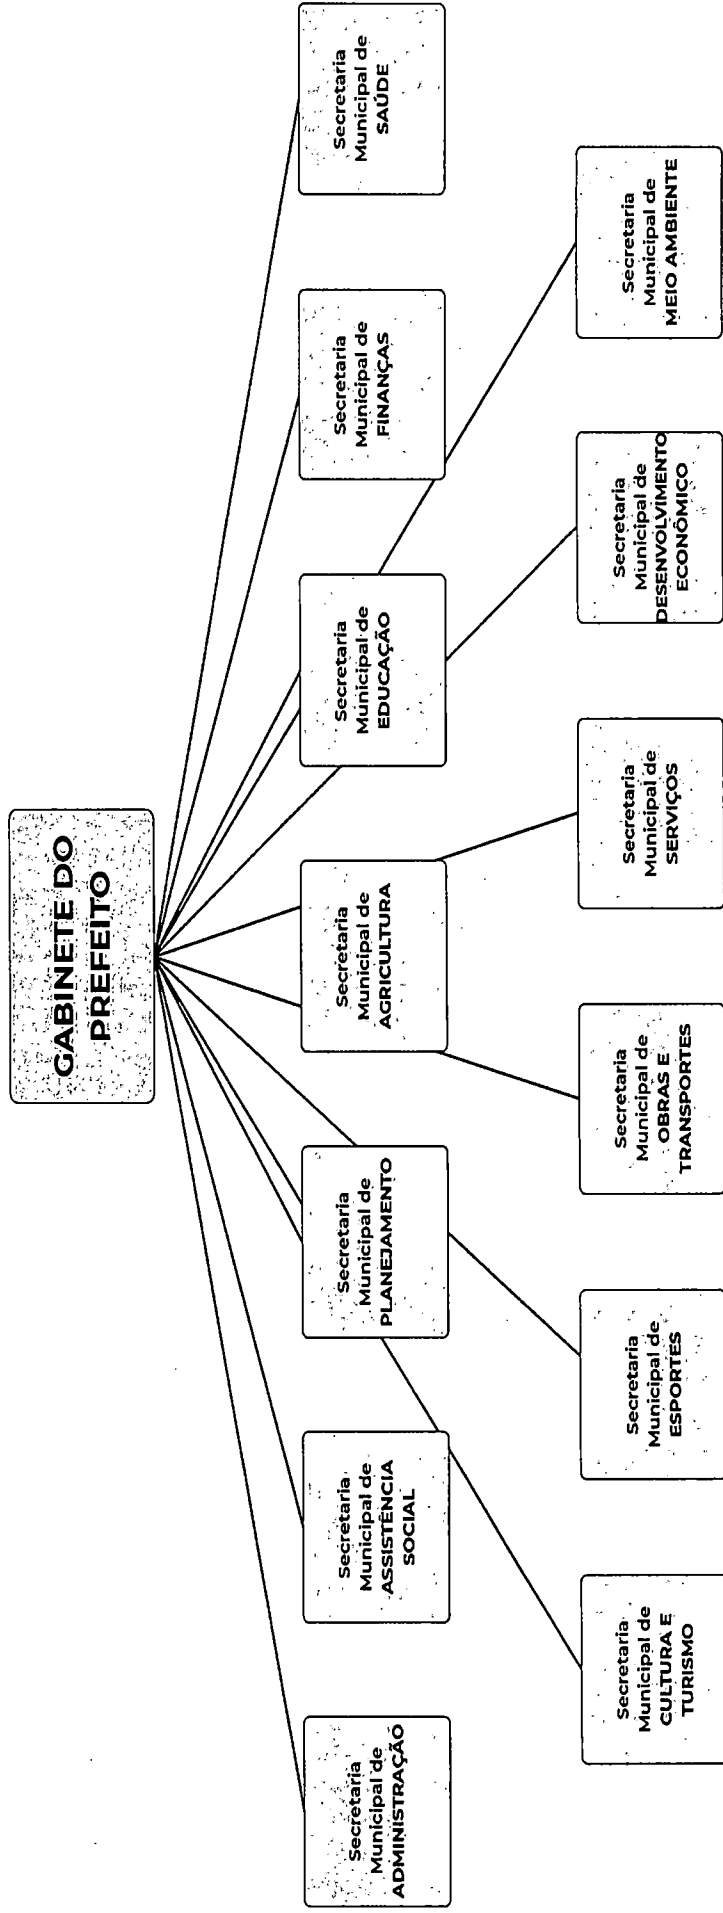 GABINETE DO
PREFEITO
Secretaria
Municipal de
ADMINISTRAÇÃO
Secretaria
Municipal de
ASSISTÊNCIA
SOCIAL
Secretaria
Municipal de
PLANEJAMENTO
Secretaria
Municipal de
AGRICULTURA
Secretaria
Municipal de
EDUCAÇÃO
Secretaria
Municipal de
FINANÇAS
Secretaria
Municipal de
SAÚDE
Secretaria
Municipal de
CULTURA E
TURISMO
Secretaria
Municipal de
ESPORTES
Secretaria
Municipal de
OBRAS E
TRANSPORTES
Secretaria
Municipal de
SERVIÇOS
Secretaria
Municipal de
DESENVOLVIMENTO
ECONÔMICO
Secretaria
Municipal de
MEIO AMBIENTE